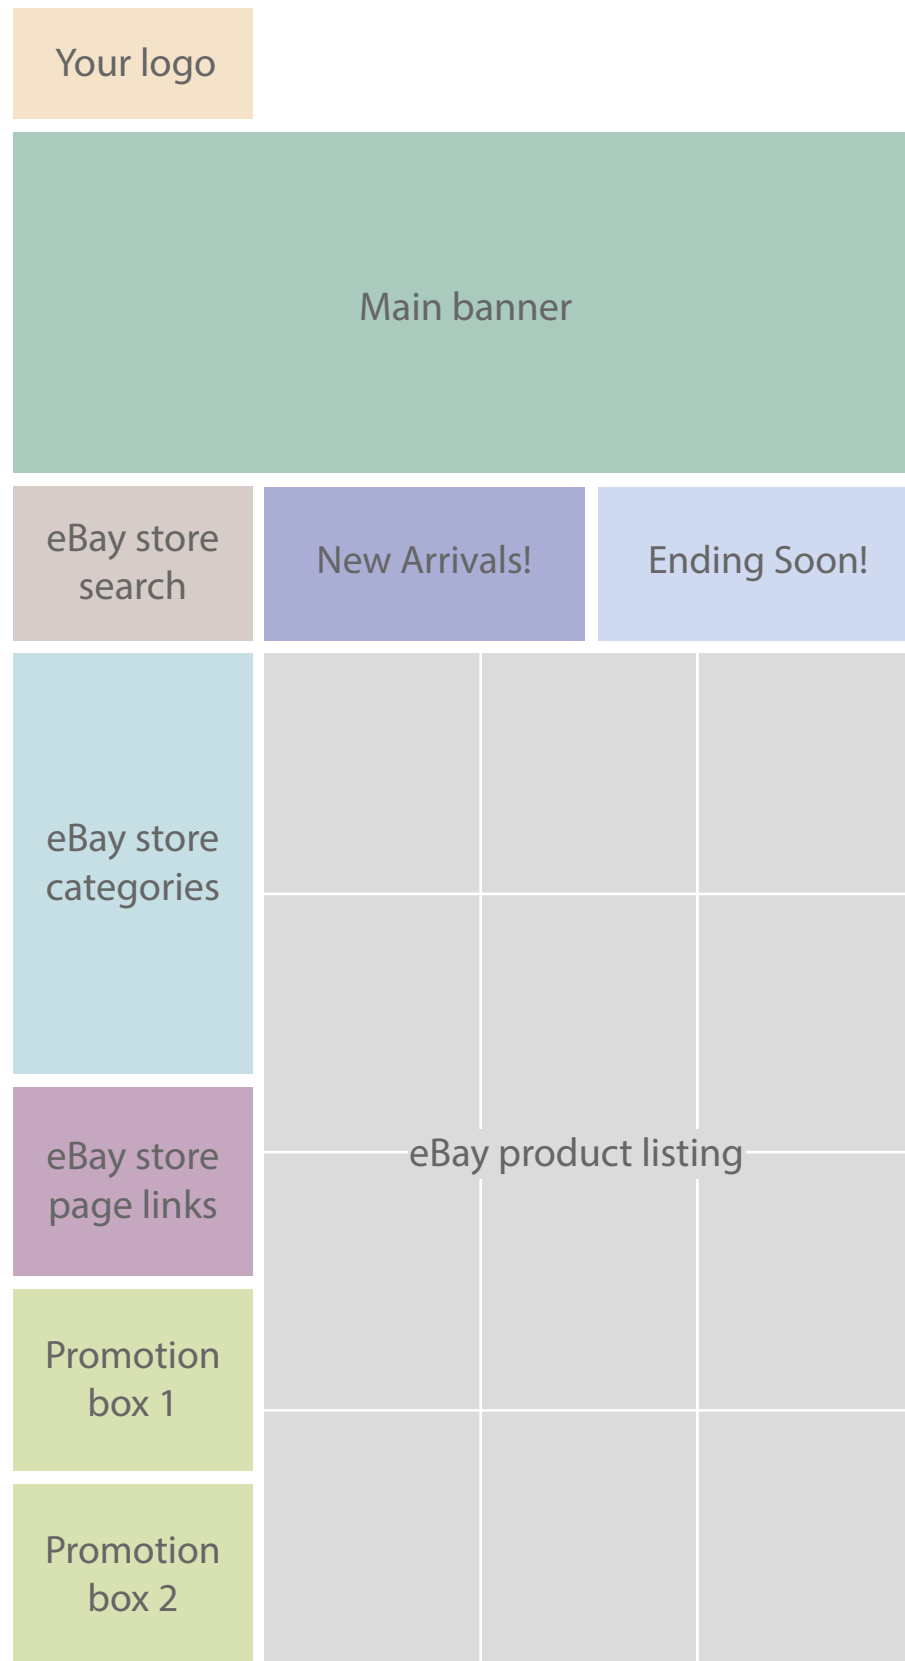 Your logo
Main banner
eBay store
search
New Arrivals!
Ending Soon!
eBay store
categories
eBay product listing
eBay store
page links
Promotion
box 1
Promotion
box 2